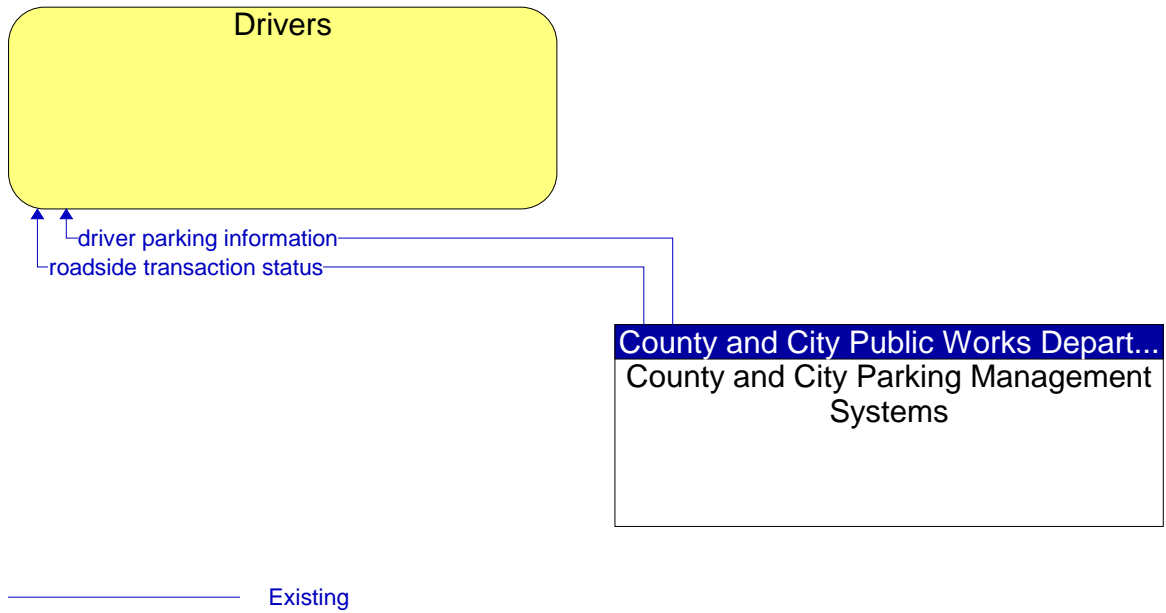 Drivers
driver parking information
roadside transaction status
County and City Public Works Depart...
County and City Parking Management
Systems
Existing